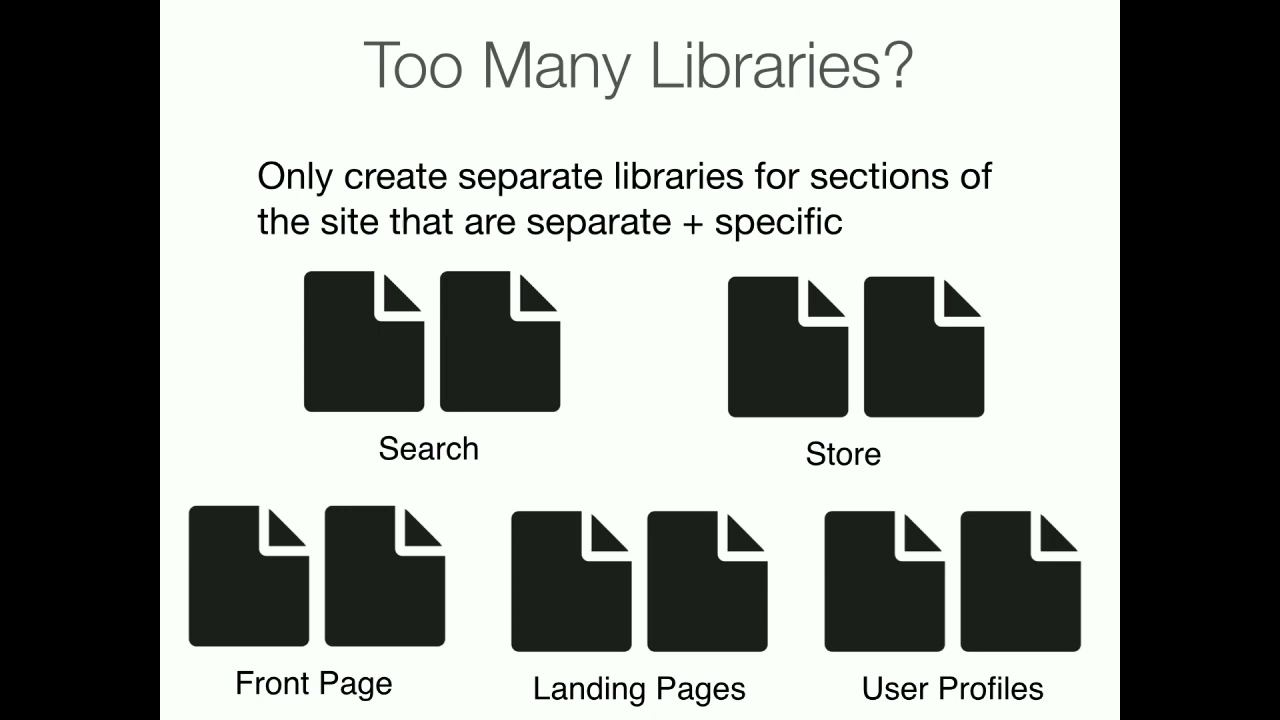 Too Many Libraries?
Only create separate libraries for sections of
the site that are separate + specific
Search
Store
Front Page
Landing Pages
User Profiles